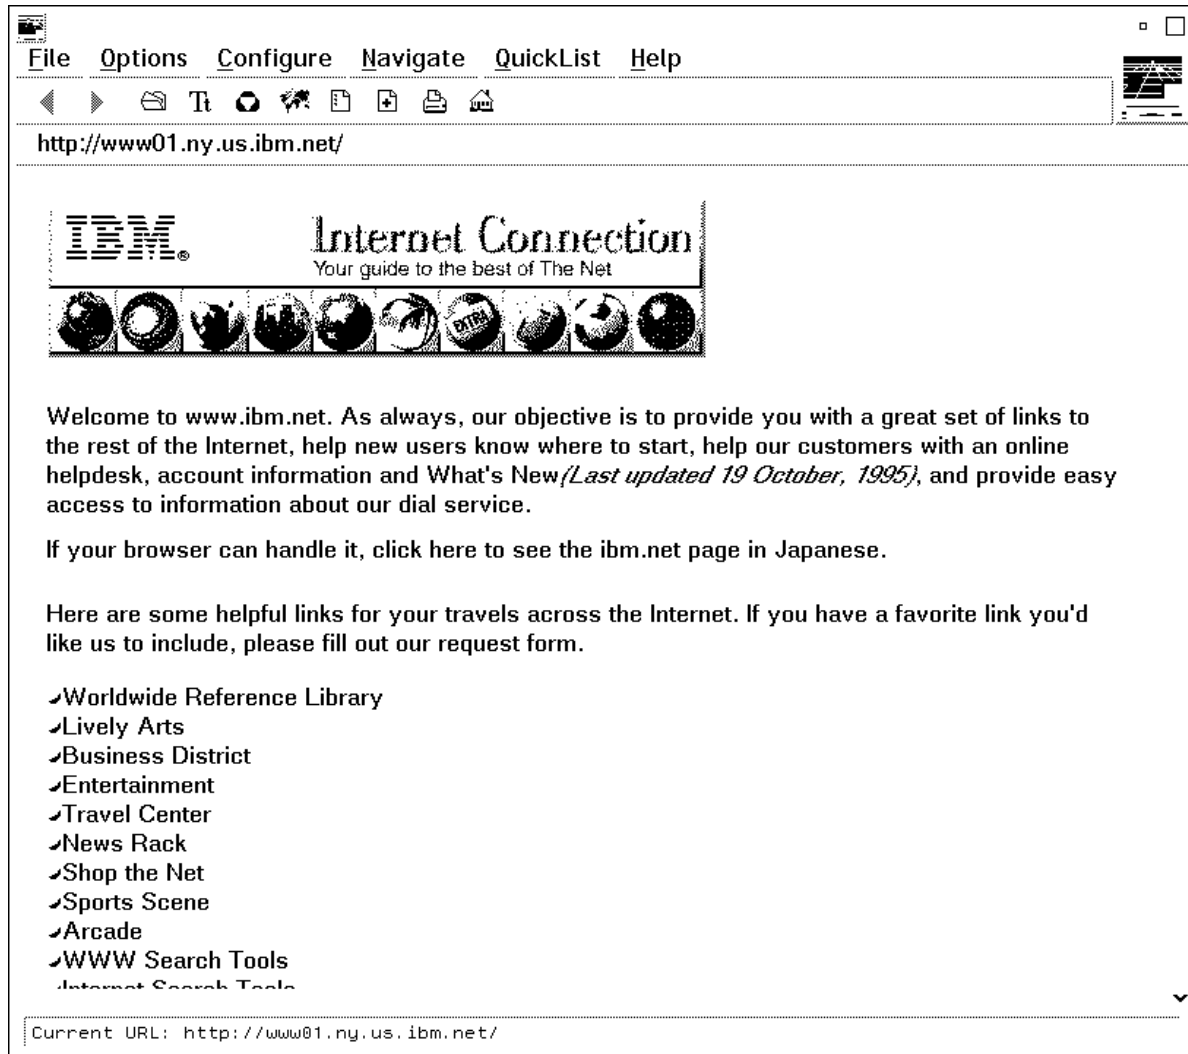 File Options Configure Navigate QuickList Help
Tt
http://www01.ny.us.ibm.net/
IBM® Internet Connection
Your guide to the best of The Net
EXTRA
Welcome to www.ibm.net. As always, our objective is to provide you with a great set of links to
the rest of the Internet, help new users know where to start, help our customers with an online
helpdesk, account information and What's New(Last updated 19 October, 1995), and provide easy
access to information about our dial service.
If your browser can handle it, click here to see the ibm.net page in Japanese.
Here are some helpful links for your travels across the Internet. If you have a favorite link you'd
like us to include, please fill out our request form.
Worldwide Reference Library
Lively Arts
Business District
Entertainment
Travel Center
News Rack
Shop the Net
Sports Scene
Arcade
WWW Search Tools
Internet Search Tools
Current URL: http://www01.ny.us.ibm.net/